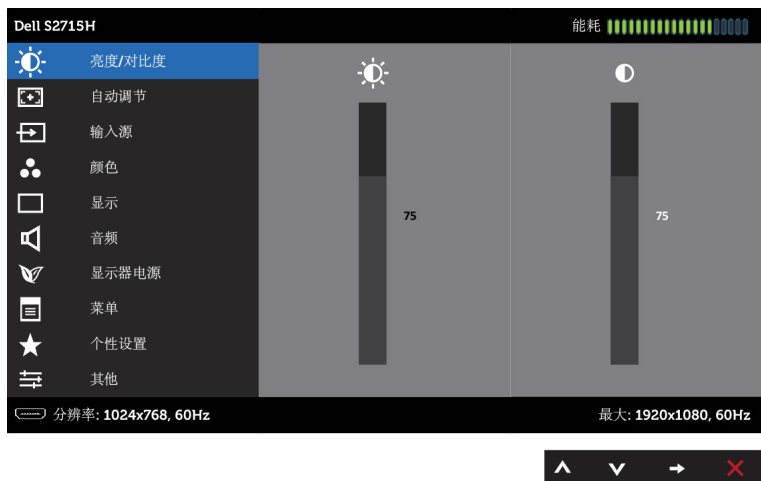 Dell S2715H 能耗
亮度/对比度
自动调节
输入源
颜色
显示
音频
显示器电源
菜单
个性设置
其他
75 75
分辨率: 1024x768, 60Hz 最大: 1920x1080, 60Hz